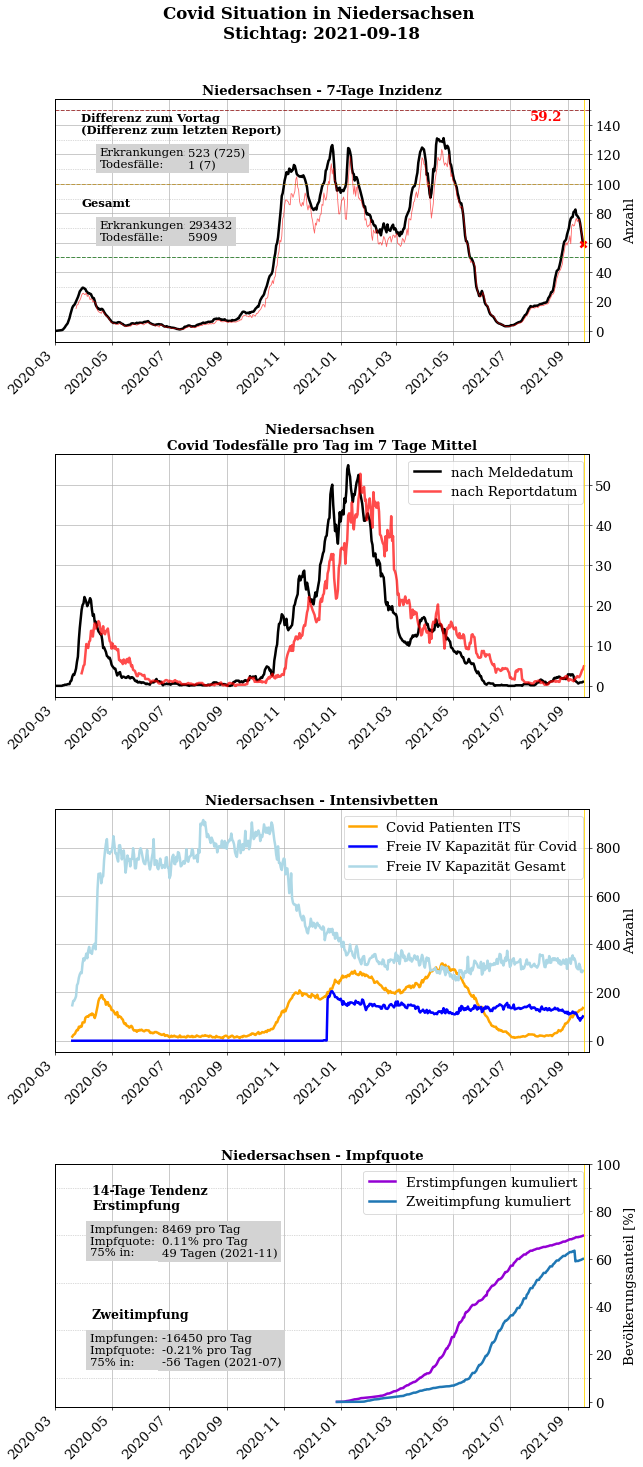 Covid Situation in Niedersachsen
Stichtag: 2021-09-18
Niedersachsen - 7-Tage Inzidenz
Differenz zum Vortag
(Differenz zum letzten Report)
Erkrankungen 523 (725)
Todesfälle: 1 (7)
Gesamt
Erkrankungen 293432
Todesfälle: 5909
59.2
140
120
100
80
60
40
20
0
Anzahl
2020-03
2020-05
2020-07
2020-09
2020-11
2021-01
2021-03
2021-05
2021-07
2021-09
Niedersachsen
Covid Todesfälle pro Tag im 7 Tage Mittel
nach Meldedatum
nach Reportdatum
50
40
30
20
10
0
2020-03
2020-05
2020-07
2020-09
2020-11
2021-01
2021-03
2021-05
2021-07
2021-09
Niedersachsen - Intensivbetten
Covid Patienten ITS
Freie IV Kapazität für Covid
Freie IV Kapazität Gesamt
800
600
400
200
0
Anzahl
2020-03
2020-05
2020-07
2020-09
2020-11
2021-01
2021-03
2021-05
2021-07
2021-09
Niedersachsen - Impfquote
14-Tage Tendenz
Erstimpfung
Impfungen: 8469 pro Tag
Impfquote: 0.11% pro Tag
75% in: 49 Tagen (2021-11)
Zweitimpfung
Impfungen: -16450 pro Tag
Impfquote: -0.21% pro Tag
75% in: -56 Tagen (2021-07)
Erstimpfungen kumuliert
Zweitimpfung kumuliert
100
80
60
40
20
0
Bevölkerungsanteil [%]
2020-03
2020-05
2020-07
2020-09
2020-11
2021-01
2021-03
2021-05
2021-07
2021-09